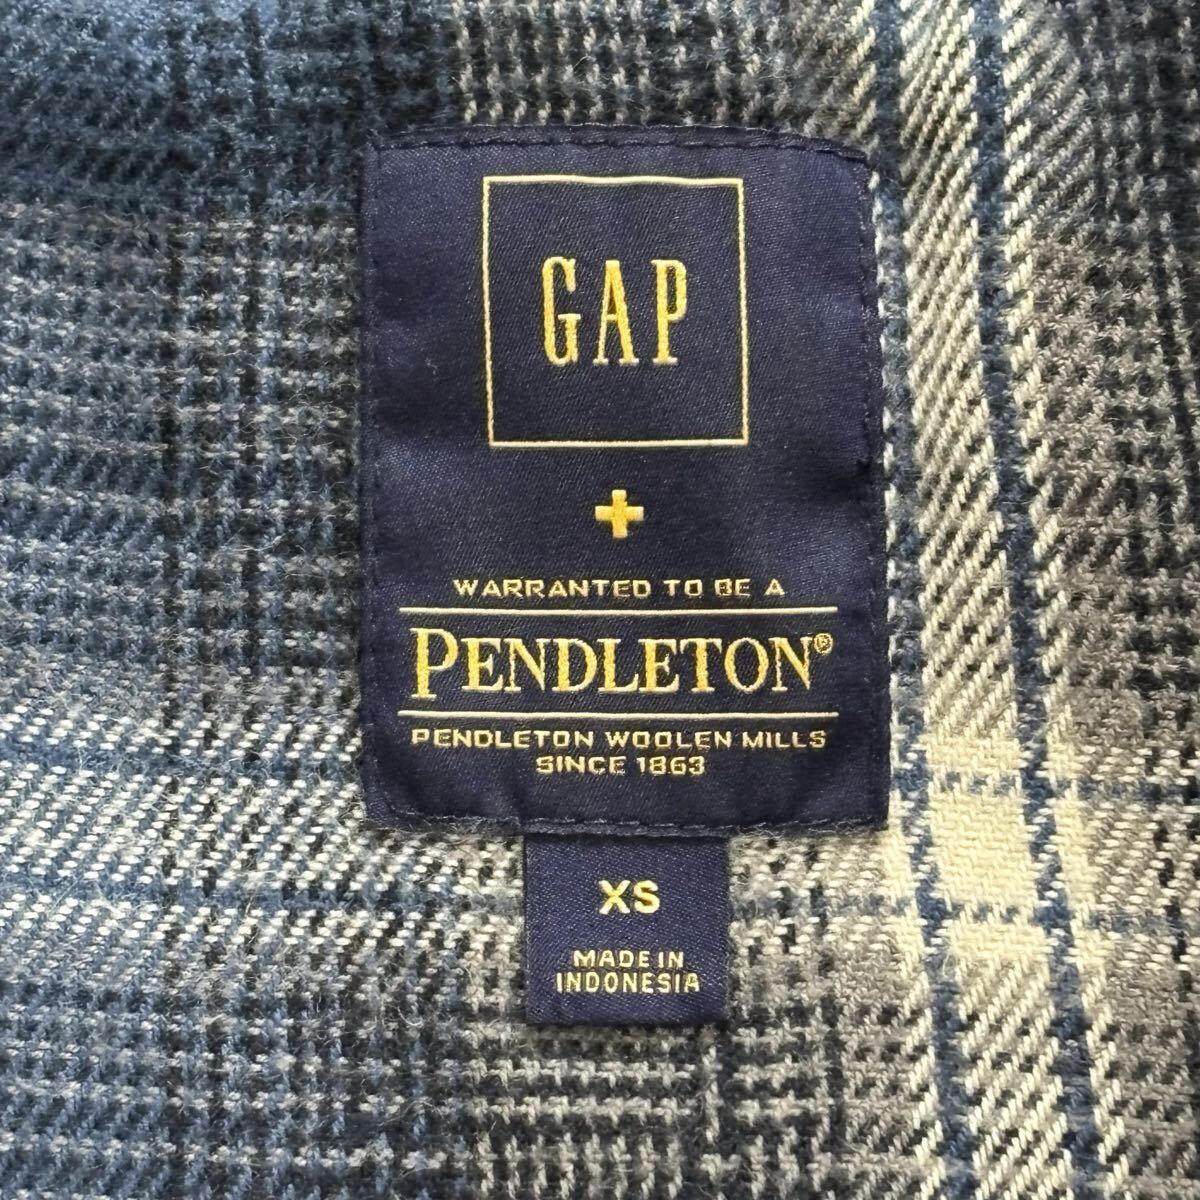 GAP
+
WARRANTED TO BE A
PENDLETON®
PENDLETON WOOLEN MILLS
SINCE 1863
XS
MADE IN
INDONESIA